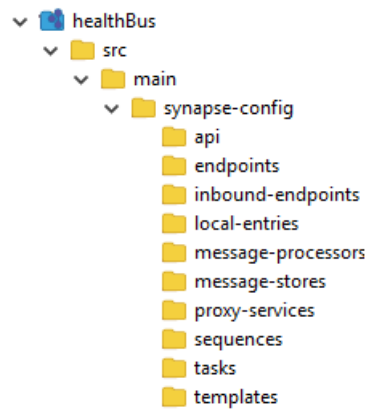 healthBus
src
main
synapse-config
api
endpoints
inbound-endpoints
local-entries
message-processors
message-stores
proxy-services
sequences
tasks
templates